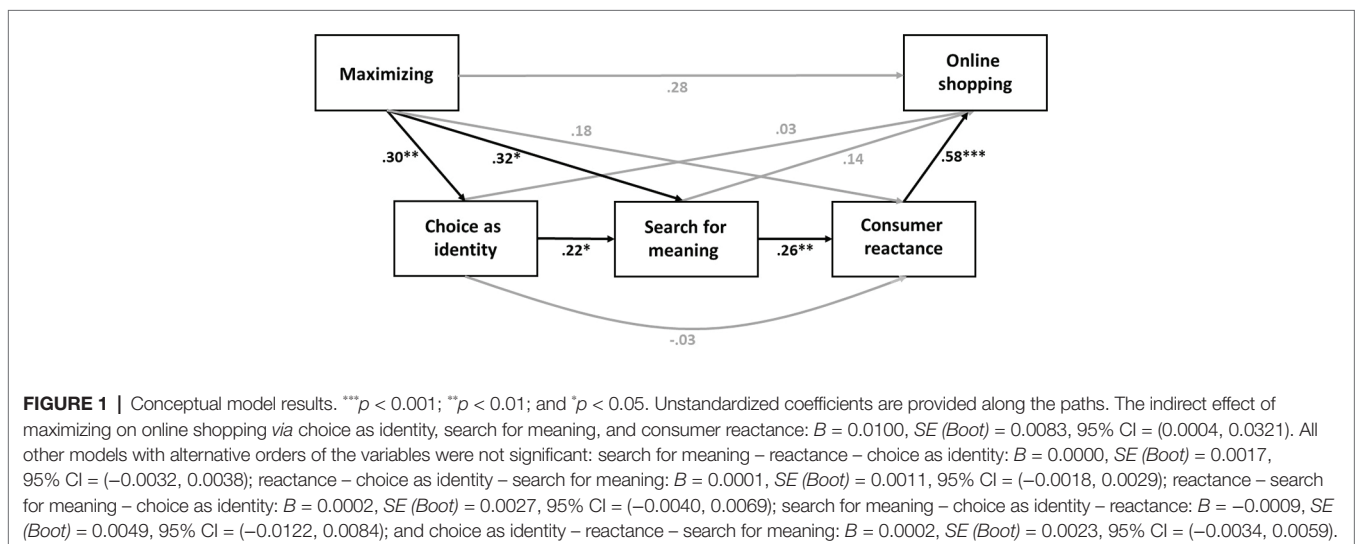 Maximizing
Online
shopping
.28
.18
.03
.30**
.32*
.14
.58***
Choice as
identity
Search for
meaning
Consumer
reactance
.22*
.26**
-.03
FIGURE 1 | Conceptual model results. ***p < 0.001; **p < 0.01; and *p < 0.05. Unstandardized coefficients are provided along the paths. The indirect effect of
maximizing on online shopping via choice as identity, search for meaning, and consumer reactance: B = 0.0100, SE (Boot) = 0.0083, 95% CI = (0.0004, 0.0321). All
other models with alternative orders of the variables were not significant: search for meaning – reactance – choice as identity: B = 0.0000, SE (Boot) = 0.0017,
95% CI = (−0.0032, 0.0038); reactance – choice as identity – search for meaning: B = 0.0001, SE (Boot) = 0.0011, 95% CI = (−0.0018, 0.0029); reactance – search
for meaning – choice as identity: B = 0.0002, SE (Boot) = 0.0027, 95% CI = (−0.0040, 0.0069); search for meaning – choice as identity – reactance: B = −0.0009, SE
(Boot) = 0.0049, 95% CI = (−0.0122, 0.0084); and choice as identity – reactance – search for meaning: B = 0.0002, SE (Boot) = 0.0023, 95% CI = (−0.0034, 0.0059).